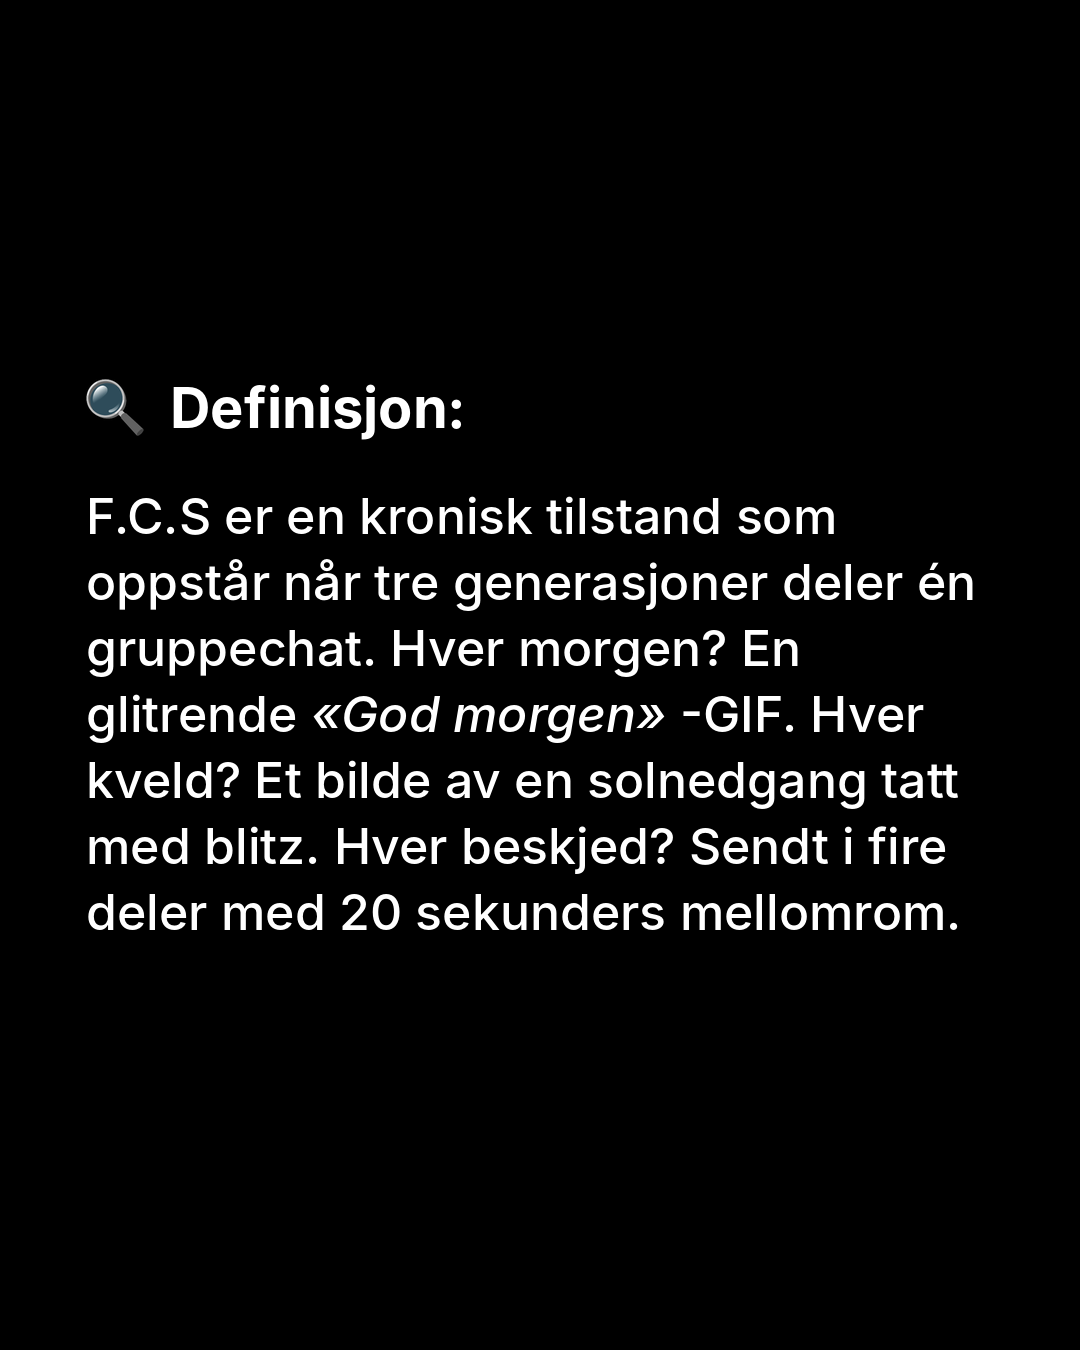 🔍 Definisjon:
F.C.S er en kronisk tilstand som
oppstår når tre generasjoner deler én
gruppechat. Hver morgen? En
glitrende «God morgen» -GIF. Hver
kveld? Et bilde av en solnedgang tatt
med blitz. Hver beskjed? Sendt i fire
deler med 20 sekunders mellomrom.